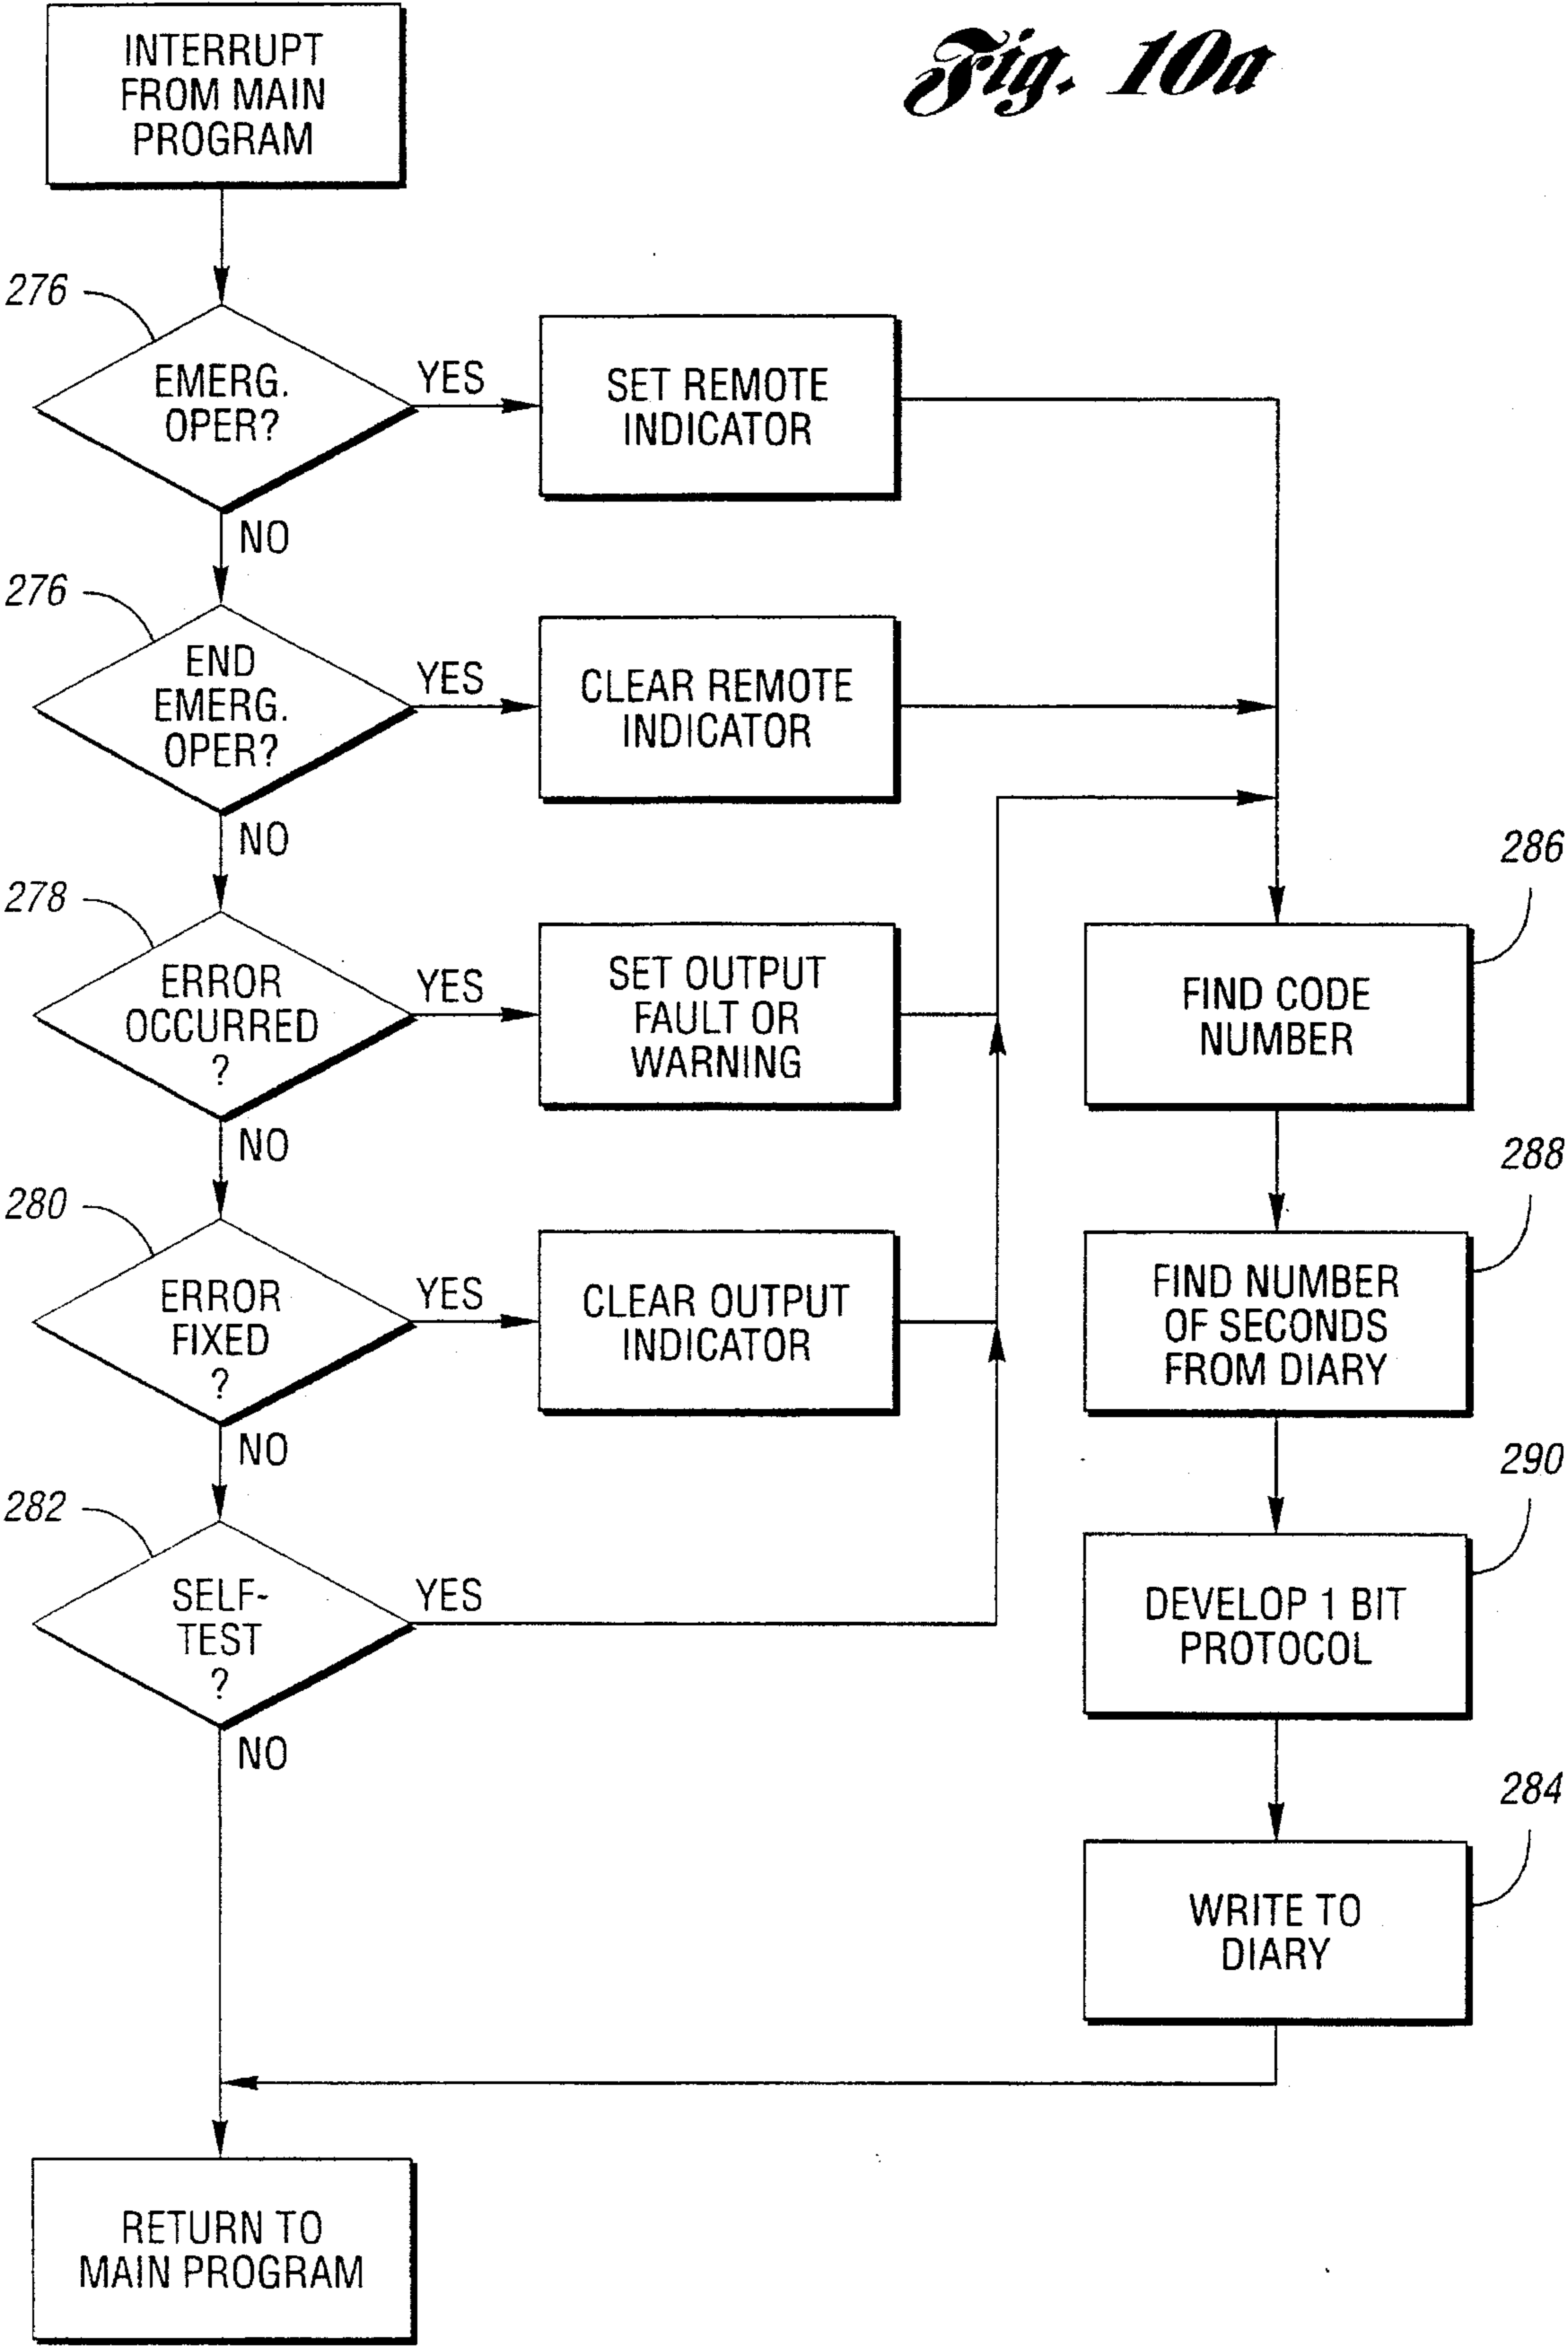 Fig. 10a
INTERRUPT
FROM MAIN
PROGRAM
276
EMERG.
OPER?
YES
NO
SET REMOTE
INDICATOR
276
END
EMERG.
OPER?
YES
NO
CLEAR REMOTE
INDICATOR
278
ERROR
OCCURRED
?
YES
NO
SET OUTPUT
FAULT OR
WARNING
280
ERROR
FIXED
?
YES
NO
CLEAR OUTPUT
INDICATOR
282
SELF-
TEST
?
YES
NO
286
FIND CODE
NUMBER
288
FIND NUMBER
OF SECONDS
FROM DIARY
290
DEVELOP 1 BIT
PROTOCOL
284
WRITE TO
DIARY
RETURN TO
MAIN PROGRAM